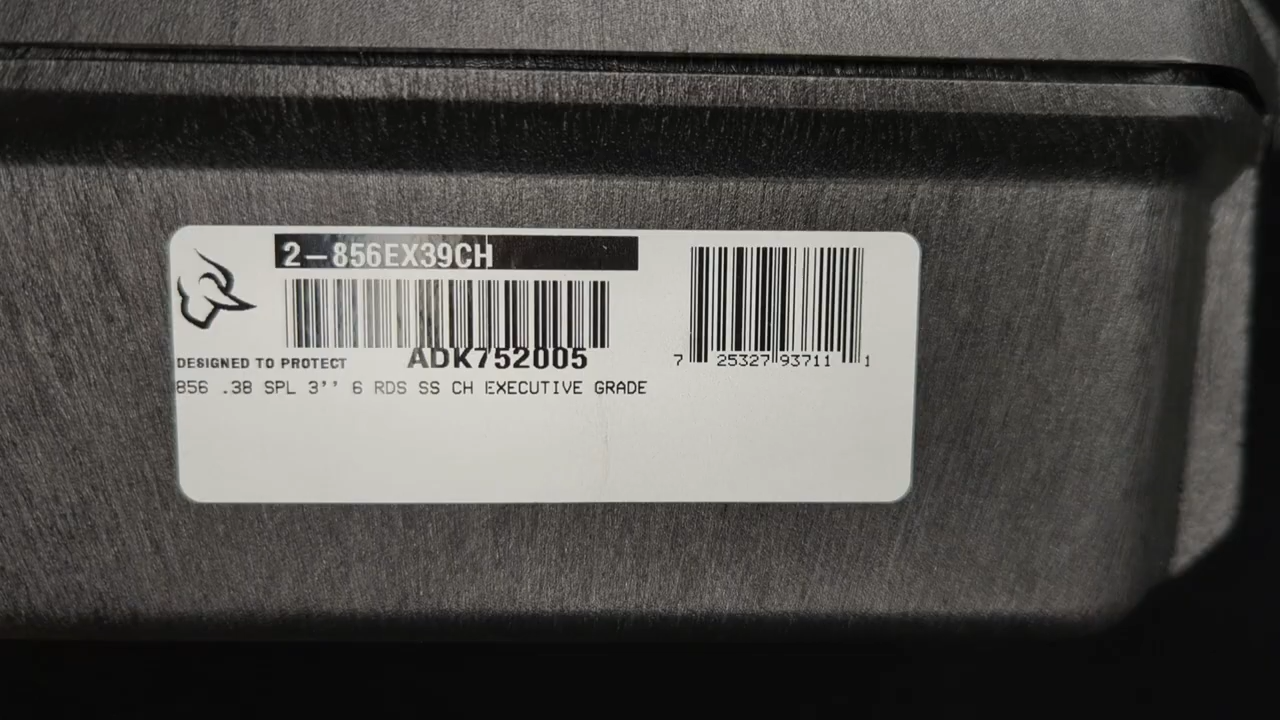 2-856EX39CH
ADK752005
DESIGNED TO PROTECT
856 .38 SPL 3'' 6 RDS SS CH EXECUTIVE GRADE
7 25327 93711 1